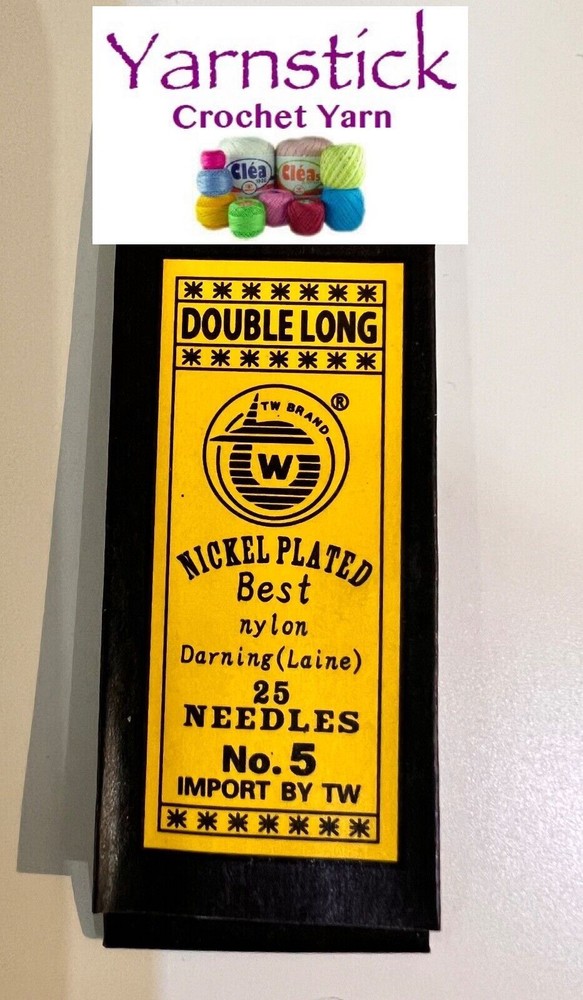 Yarnstick
Crochet Yarn
Cléa
Cléa
DOUBLE LONG
TW BRAND
®
W
NICKEL PLATED
Best
nylon
Darning(Laine)
25
NEEDLES
No.5
IMPORT BY TW